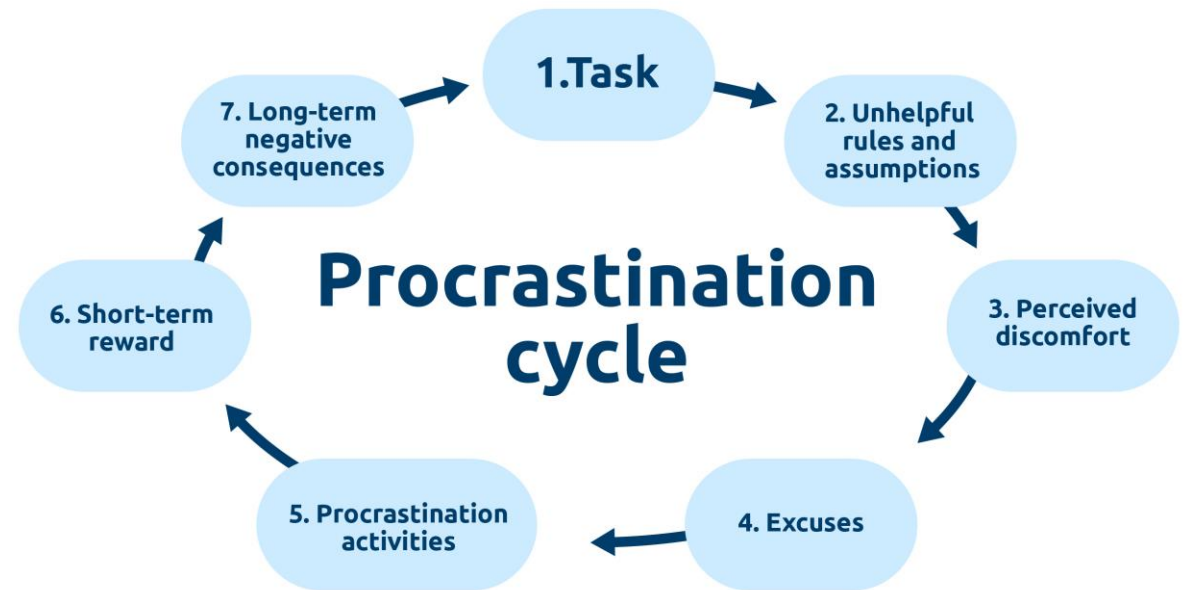 1.Task
2. Unhelpful
rules and
assumptions
3. Perceived
discomfort
4. Excuses
5. Procrastination
activities
6. Short-term
reward
7. Long-term
negative
consequences
Procrastination
cycle